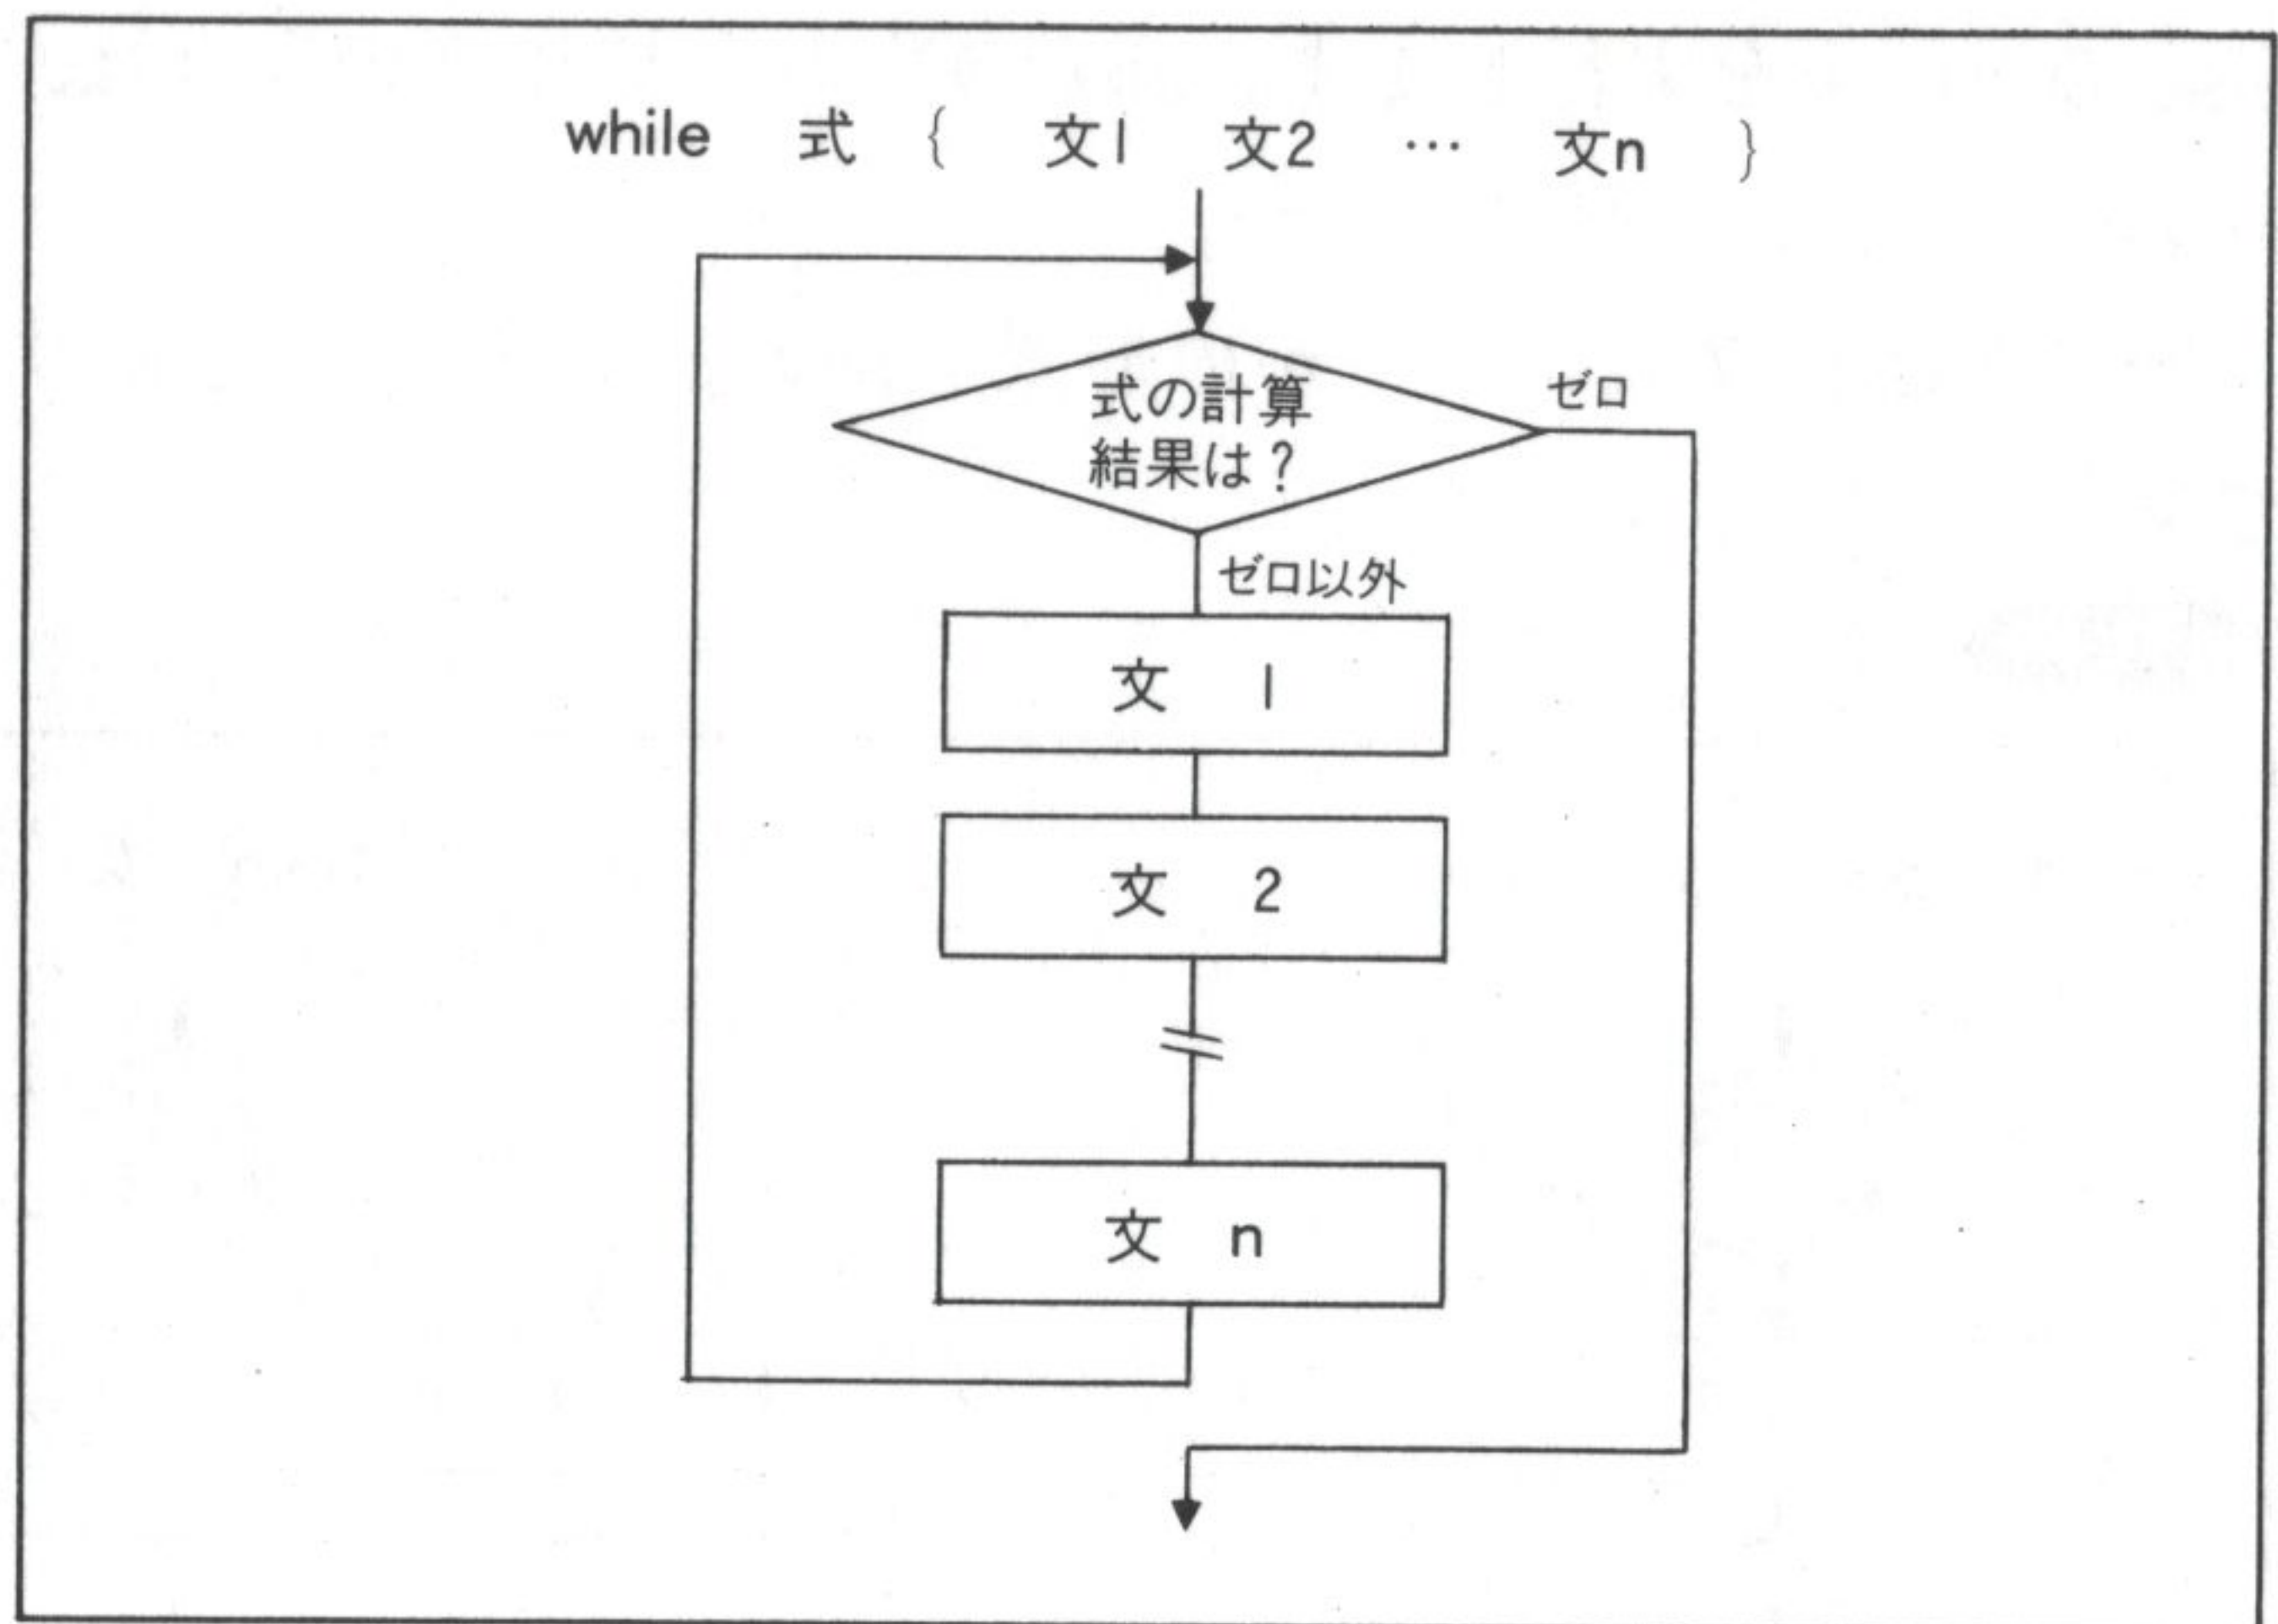 while 式 { 文1 文2 … 文n }
式の計算
結果は？
ゼロ
ゼロ以外
文 1
文 2
文 n